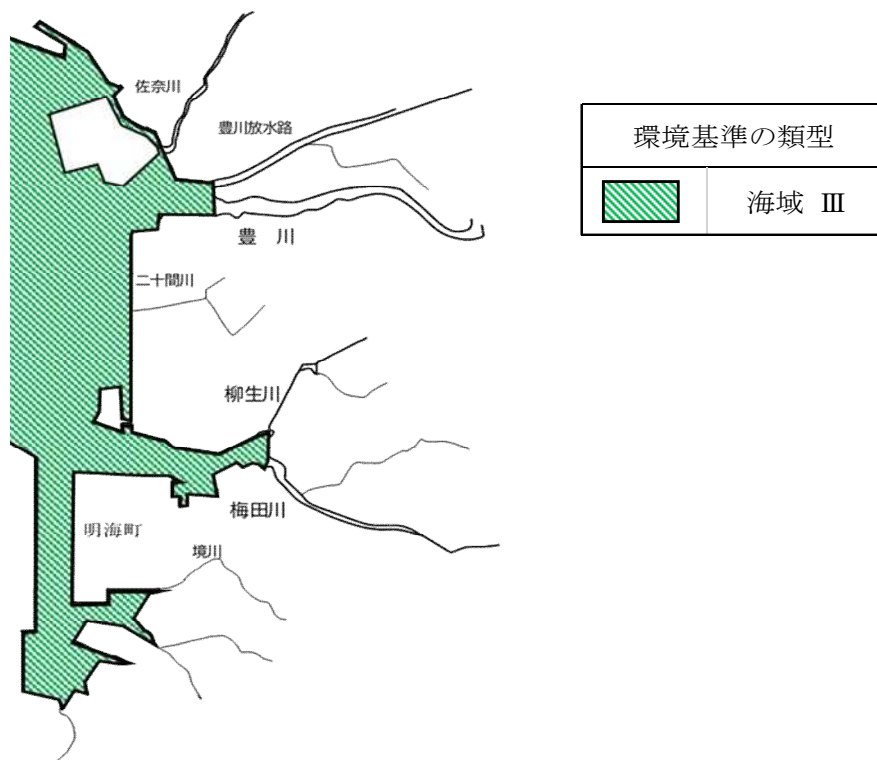 佐奈川
豊川放水路
環境基準の類型
海域 Ⅲ
豊 川
二十間川
柳生川
梅田川
明海町
境川